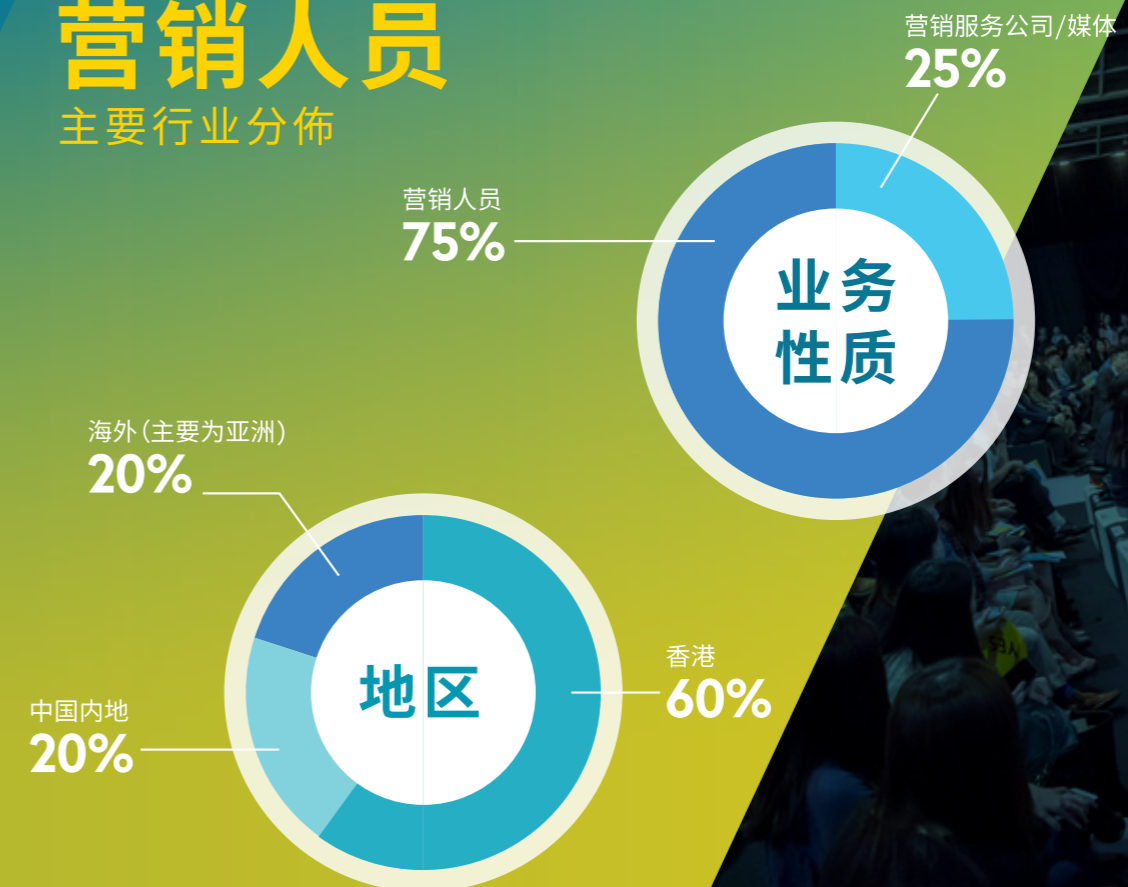 营销人员
主要行业分佈
营销服务公司/媒体
25%
营销人员
75%
业务
性质
海外(主要为亚洲)
20%
地区
香港
60%
中国内地
20%
YES